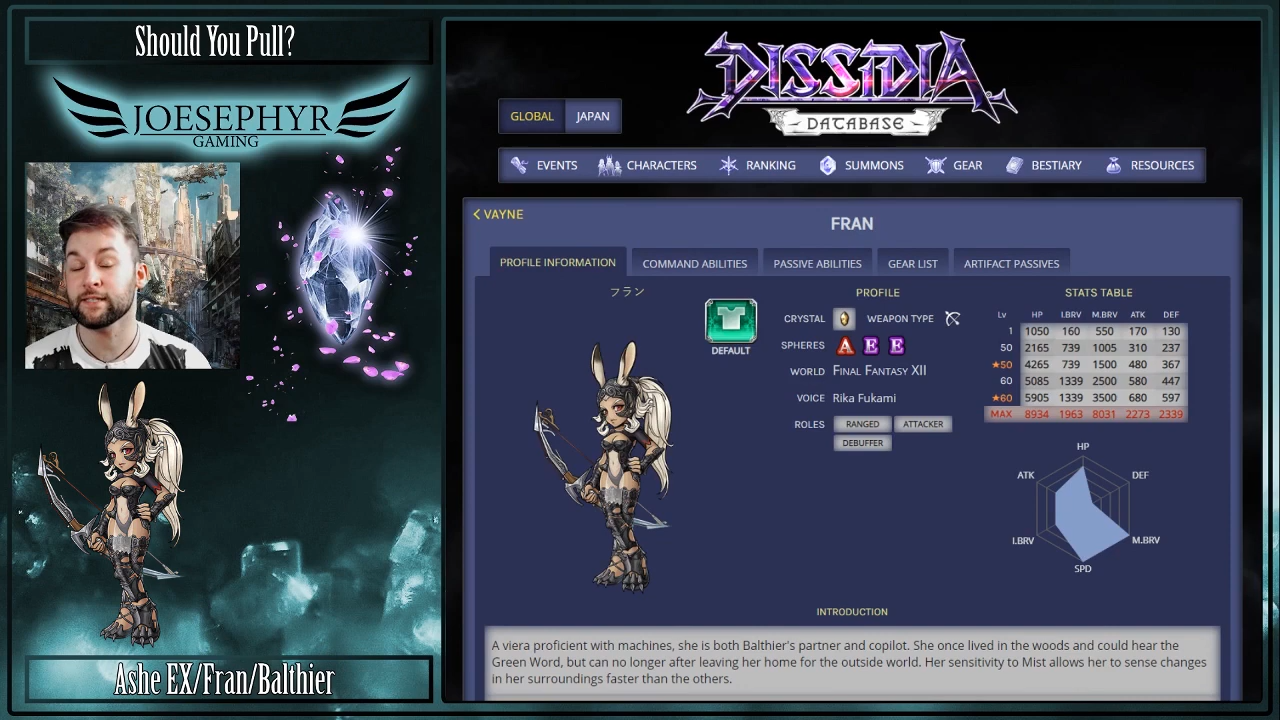 Should You Pull?
JOESEPHYR
GAMING
Ashe EX/Fran/Balthier
DISSIDIA
DATABASE
GLOBAL JAPAN
EVENTS CHARACTERS RANKING SUMMONS GEAR BESTIARY RESOURCES
VAYNE
FRAN
PROFILE INFORMATION COMMAND ABILITIES PASSIVE ABILITIES GEAR LIST ARTIFACT PASSIVES
フラン
DEFAULT
PROFILE
CRYSTAL WEAPON TYPE
SPHERES A E E
WORLD FINAL FANTASY XII
VOICE Rika Fukami
ROLES RANGED ATTACKER
DEBUFFER
STATS TABLE
Lv HP I.BRV M.BRV ATK DEF
1 1050 160 550 170 130
50 2165 739 1005 310 237
★50 4265 739 1500 480 367
60 5085 1339 2500 580 447
★60 5905 1339 3500 680 597
MAX 8934 1963 8031 2273 2339
HP
ATK DEF
I.BRV M.BRV
SPD
INTRODUCTION
A viera proficient with machines, she is both Balthier's partner and copilot. She once lived in the woods and could hear the
Green Word, but can no longer after leaving her home for the outside world. Her sensitivity to Mist allows her to sense changes
in her surroundings faster than the others.